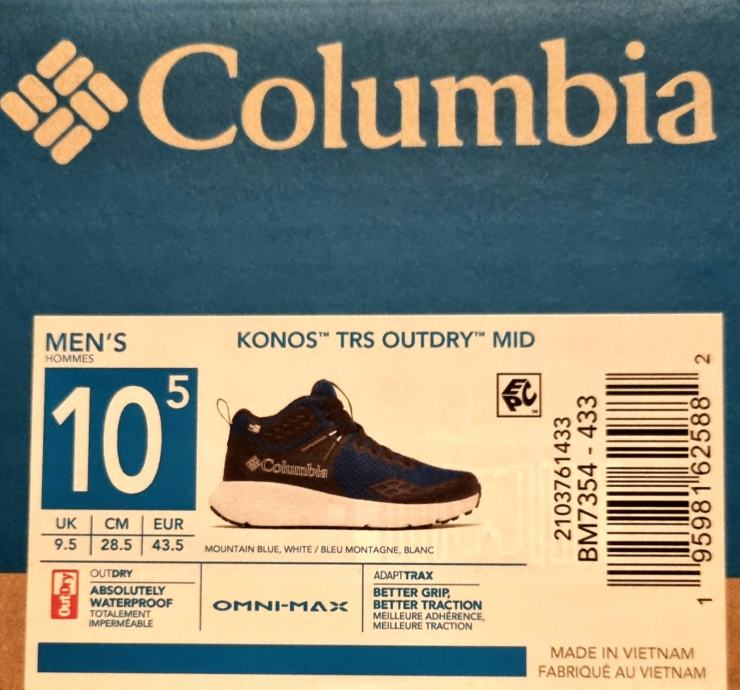 Columbia
MEN'S
HOMMES
KONOS™ TRS OUTDRY™ MID
10⁵
UK CM EUR
9.5 28.5 43.5
Columbia
MOUNTAIN BLUE, WHITE / BLEU MONTAGNE, BLANC
EPC™
2103761433
BM7354 - 433
1 95981 62588 2
OutDry
OUTDRY
ABSOLUTELY
WATERPROOF
TOTALEMENT
IMPERMÉABLE
OMNI-MAX
ADAPTTRAX
BETTER GRIP,
BETTER TRACTION
MEILLEURE ADHÉRENCE,
MEILLEURE TRACTION
MADE IN VIETNAM
FABRIQUÉ AU VIETNAM